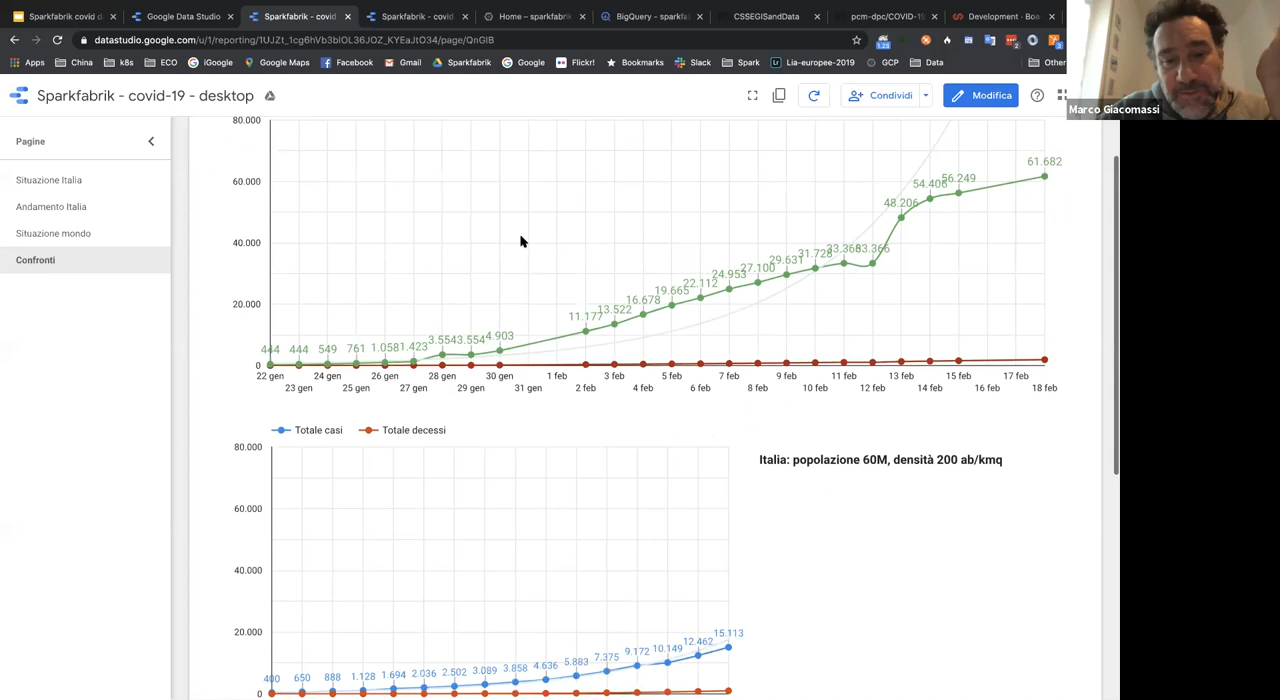 Sparkfabrik covid d
Google Data Studio
Sparkfabrik - covid
Sparkfabrik - covid
Home – sparkfabrik
BigQuery - sparkfa
CSSEGISandData
pcm-dpc/COVID-19
Development - Boa
datastudio.google.com/u/1/reporting/1UJZt_1cg6hVb3blOL36JOZ_KYEaJtO34/page/QnGIB
Apps China k8s ECO iGoogle Google Maps Facebook Gmail Sparkfabrik Google Flickr! Bookmarks Slack Spark Lia-europee-2019 GCP Data Other
Marco Giacomassi
Sparkfabrik - covid-19 - desktop
Condividi
Modifica
Pagine
Situazione Italia
Andamento Italia
Situazione mondo
Confronti
80.000
60.000
40.000
20.000
0
444 444 549 761 1.058 1.423 3.554 3.554 4.903 11.177 13.522 16.678 19.665 22.112 24.953 27.100 29.631 31.728 33.366 33.366 48.206 54.406 56.249 61.682
22 gen 24 gen 26 gen 28 gen 30 gen 1 feb 3 feb 5 feb 7 feb 9 feb 11 feb 13 feb 15 feb 17 feb
23 gen 25 gen 27 gen 29 gen 31 gen 2 feb 4 feb 6 feb 8 feb 10 feb 12 feb 14 feb 16 feb 18 feb
Totale casi Totale decessi
80.000
60.000
40.000
20.000
0
400 650 888 1.128 1.694 2.036 2.502 3.089 3.858 4.636 5.883 7.375 9.172 10.149 12.462 15.113
Italia: popolazione 60M, densità 200 ab/kmq